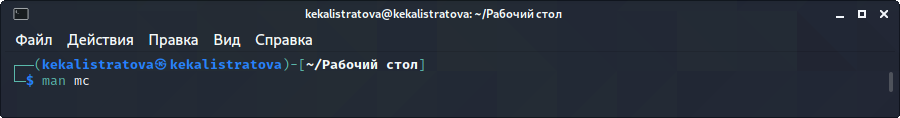 kekalistratova@kekalistratova: ~/Рабочий стол
Файл Действия Правка Вид Справка
┌──(kekalistratova㉿kekalistratova)-[~/Рабочий стол]
└─$ man mc